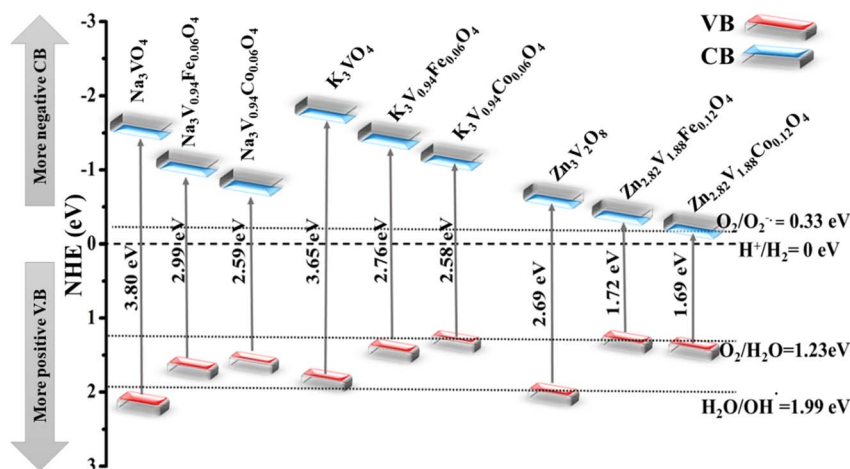 More negative CB
More positive V.B
NHE (eV)
-3
-2
-1
0
1
2
3
Na₃VO₄
Na₃V₀.₉₄Fe₀.₀₆O₄
Na₃V₀.₉₄Co₀.₀₆O₄
K₃VO₄
K₃V₀.₉₄Fe₀.₀₆O₄
K₃V₀.₉₄Co₀.₀₆O₄
Zn₃V₂O₈
Zn₂.₈₂V₁.₈₈Fe₀.₁₂O₄
Zn₂.₈₂V₁.₈₈Co₀.₁₂O₄
VB
CB
3.80 eV
2.99 eV
2.59 eV
3.65 eV
2.76 eV
2.58 eV
2.69 eV
1.72 eV
1.69 eV
O₂/O₂⁻·= 0.33 eV
H⁺/H₂= 0 eV
O₂/H₂O=1.23eV
H₂O/OH˙=1.99 eV